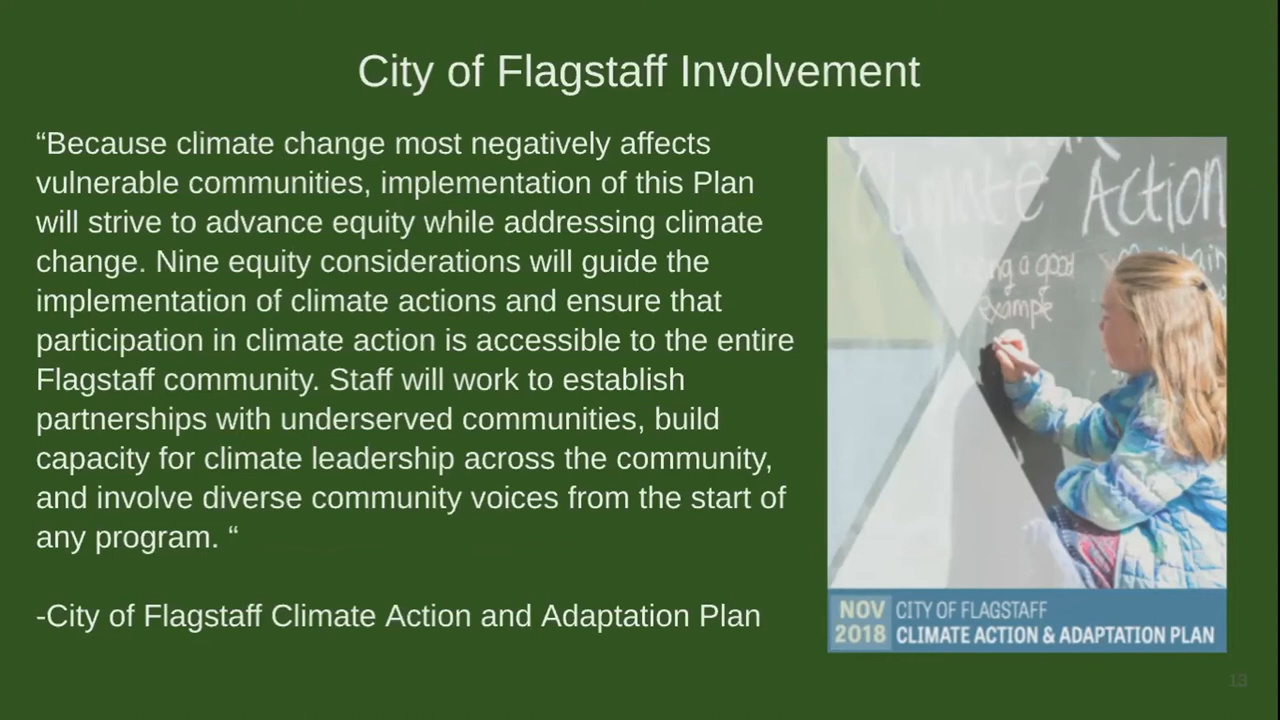 City of Flagstaff Involvement
“Because climate change most negatively affects
vulnerable communities, implementation of this Plan
will strive to advance equity while addressing climate
change. Nine equity considerations will guide the
implementation of climate actions and ensure that
participation in climate action is accessible to the entire
Flagstaff community. Staff will work to establish
partnerships with underserved communities, build
capacity for climate leadership across the community,
and involve diverse community voices from the start of
any program. “
-City of Flagstaff Climate Action and Adaptation Plan
Climate Action
a good
example
NOV
2018
CITY OF FLAGSTAFF
CLIMATE ACTION & ADAPTATION PLAN
13